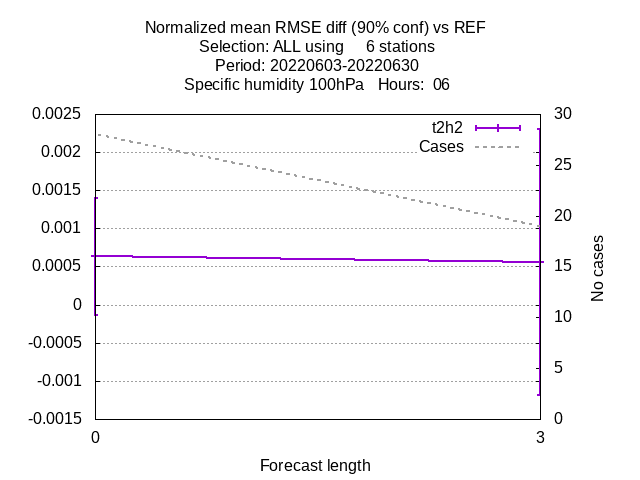 Normalized mean RMSE diff (90% conf) vs REF
Selection: ALL using     6 stations
Period: 20220603-20220630
Specific humidity 100hPa   Hours:  06
t2h2
Cases
0.0025
0.002
0.0015
0.001
0.0005
0
-0.0005
-0.001
-0.0015
30
25
20
15
10
5
0
No cases
0
3
Forecast length